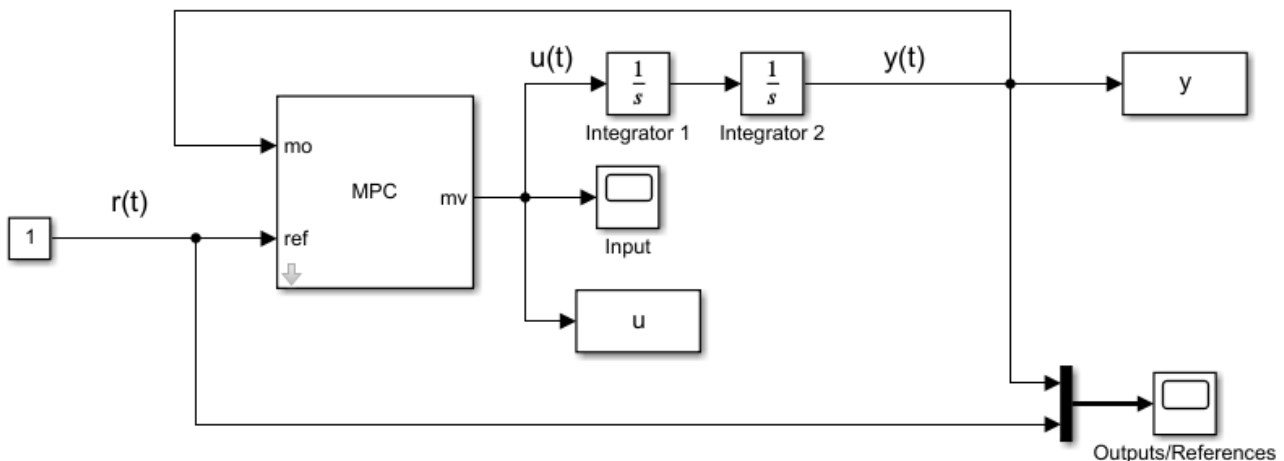 u(t)
1
s
1
s
y(t)
y
Integrator 1
Integrator 2
mo
MPC
mv
r(t)
1
ref
Input
u
Outputs/References